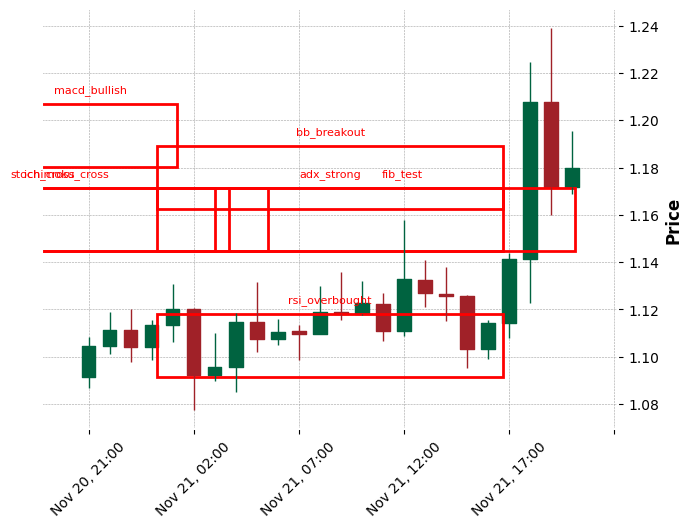 1.24
1.22
macd_bullish
1.20
bb_breakout
1.18
stoch_cross
ichimoku_cross
adx_strong
fib_test
1.16
Price
1.14
rsi_overbought
1.12
1.10
1.08
Nov 20, 21:00
Nov 21, 02:00
Nov 21, 07:00
Nov 21, 12:00
Nov 21, 17:00